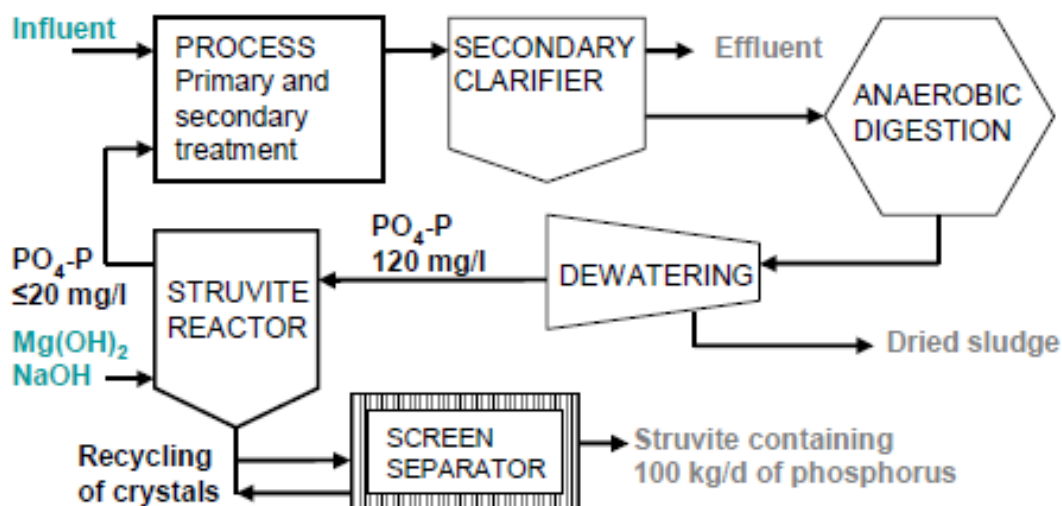 Influent
PROCESS
Primary and
secondary
treatment
SECONDARY
CLARIFIER
Effluent
ANAEROBIC
DIGESTION
PO₄-P
≤20 mg/l
Mg(OH)₂
NaOH
STRUVITE
REACTOR
PO₄-P
120 mg/l
DEWATERING
Dried sludge
Recycling
of crystals
SCREEN
SEPARATOR
Struvite containing
100 kg/d of phosphorus